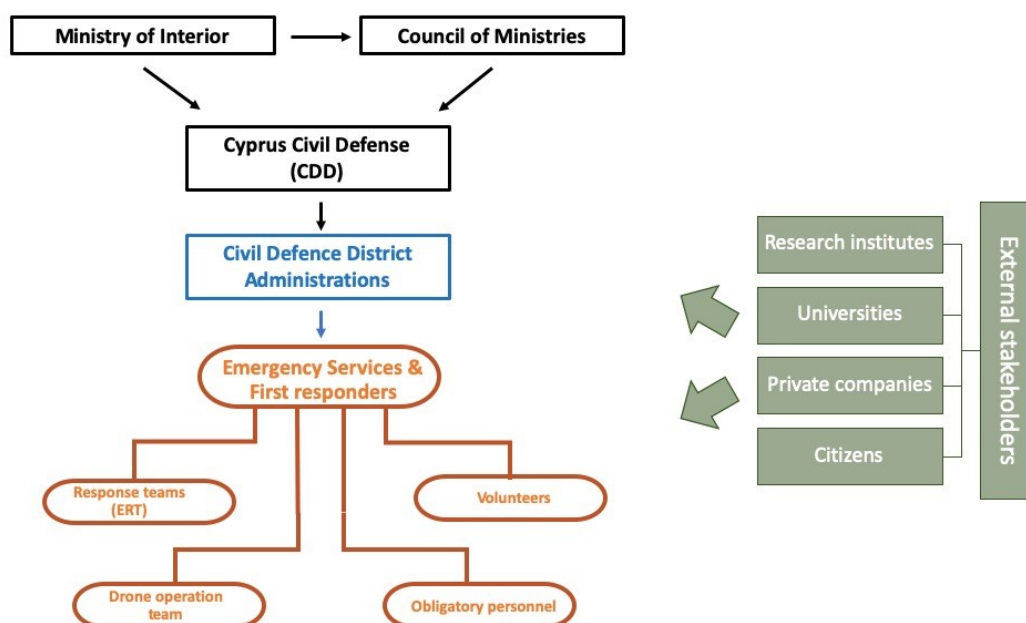 Ministry of Interior
Council of Ministries
Cyprus Civil Defense
(CDD)
Civil Defence District
Administrations
Emergency Services &
First responders
Response teams
(ERT)
Volunteers
Drone operation
team
Obligatory personnel
Research institutes
Universities
Private companies
Citizens
External stakeholders